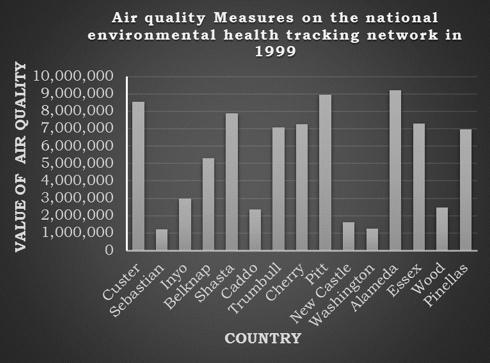 Air quality Measures on the national
environmental health tracking network in
1999
VALUE OF AIR QUALITY
10,000,000
9,000,000
8,000,000
7,000,000
6,000,000
5,000,000
4,000,000
3,000,000
2,000,000
1,000,000
0
Custer
Sebastian
Inyo
Belknap
Shasta
Caddo
Trumbull
Cherry
Pitt
New Castle
Washington
Alameda
Essex
Wood
Pinellas
COUNTRY